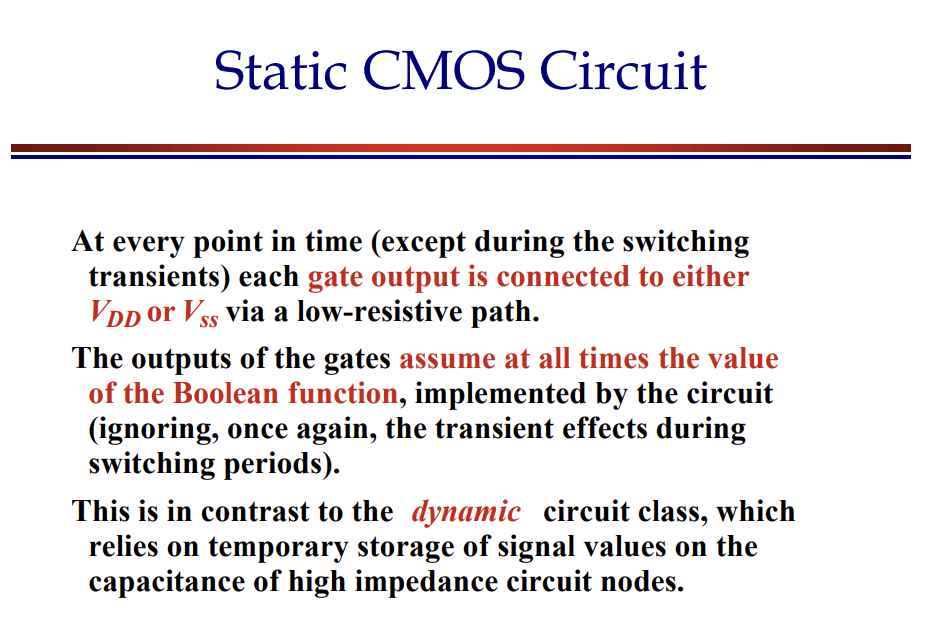 Static CMOS Circuit
At every point in time (except during the switching
transients) each gate output is connected to either
VDD or Vss via a low-resistive path.
The outputs of the gates assume at all times the value
of the Boolean function, implemented by the circuit
(ignoring, once again, the transient effects during
switching periods).
This is in contrast to the dynamic circuit class, which
relies on temporary storage of signal values on the
capacitance of high impedance circuit nodes.